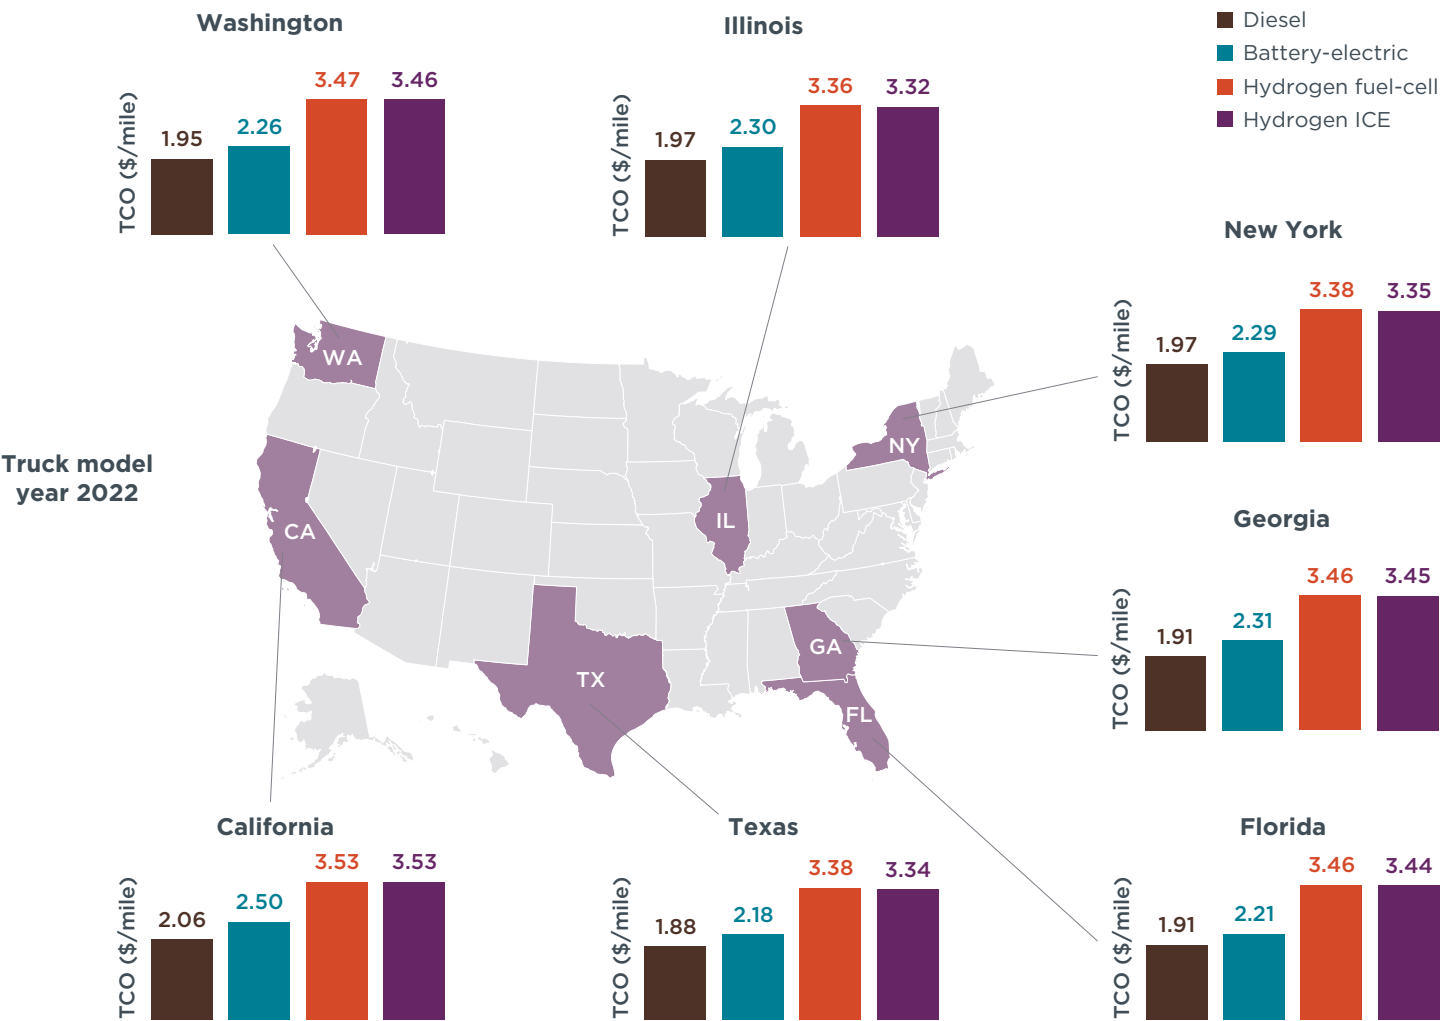 Washington
TCO ($/mile)
1.95
2.26
3.47
3.46
Illinois
TCO ($/mile)
1.97
2.30
3.36
3.32
Diesel
Battery-electric
Hydrogen fuel-cell
Hydrogen ICE
New York
TCO ($/mile)
1.97
2.29
3.38
3.35
Truck model
year 2022
WA
CA
TX
IL
NY
GA
FL
Georgia
TCO ($/mile)
1.91
2.31
3.46
3.45
California
TCO ($/mile)
2.06
2.50
3.53
3.53
Texas
TCO ($/mile)
1.88
2.18
3.38
3.34
Florida
TCO ($/mile)
1.91
2.21
3.46
3.44